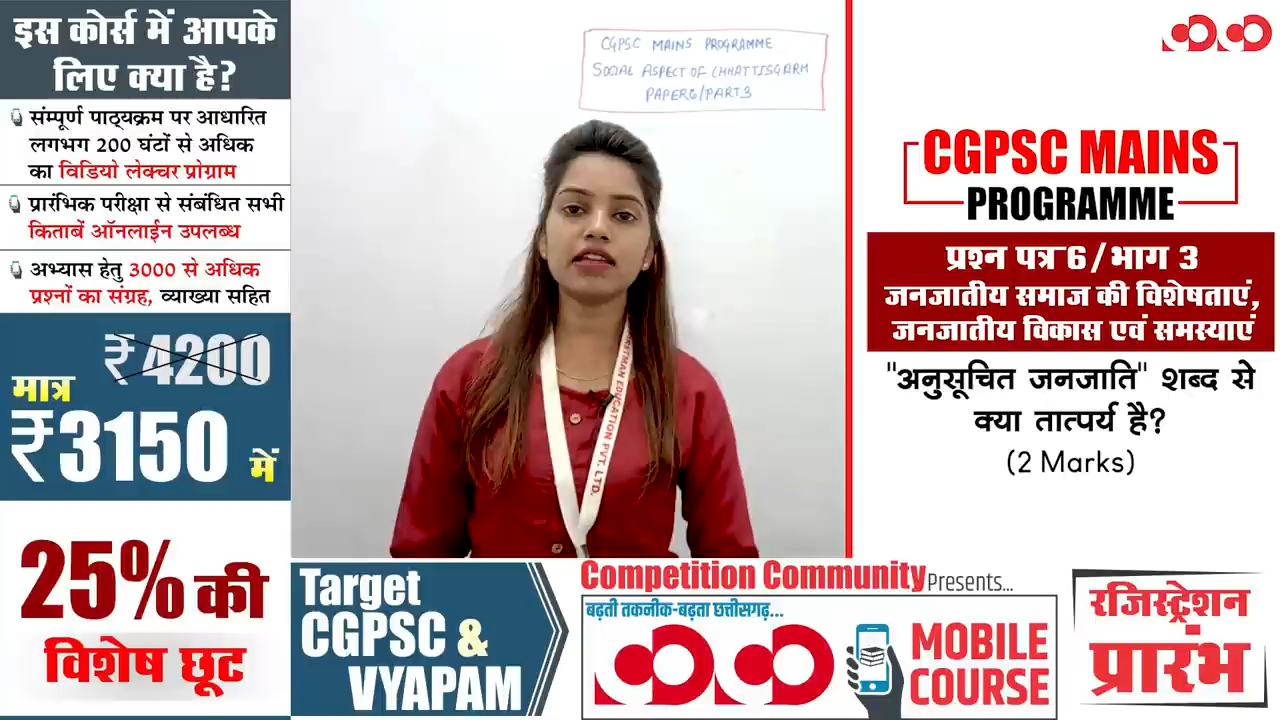 इस कोर्स में आपके
लिए क्या है?
संम्पूर्ण पाठ्यक्रम पर आधारित
लगभग 200 घंटों से अधिक
का विडियो लेक्चर प्रोग्राम
प्रारंभिक परीक्षा से संबंधित सभी
किताबें ऑनलाईन उपलब्ध
अभ्यास हेतु 3000 से अधिक
प्रश्नों का संग्रह, व्याख्या सहित
₹4200
मात्र
₹3150 में
25% की
विशेष छूट
CGPSC MAINS PROGRAMME
SOCIAL ASPECT OF CHHATTISGARH
PAPER6/PART3
EDUCATION PVT. LTD.
CGPSC MAINS
PROGRAMME
प्रश्न पत्र 6 / भाग 3
जनजातीय समाज की विशेषताएं,
जनजातीय विकास एवं समस्याएं
"अनुसूचित जनजाति" शब्द से
क्या तात्पर्य है?
(2 Marks)
Target
CGPSC &
VYAPAM
Competition Community Presents...
बढ़ती तकनीक-बढ़ता छत्तीसगढ़...
MOBILE
COURSE
रजिस्ट्रेशन
प्रारंभ